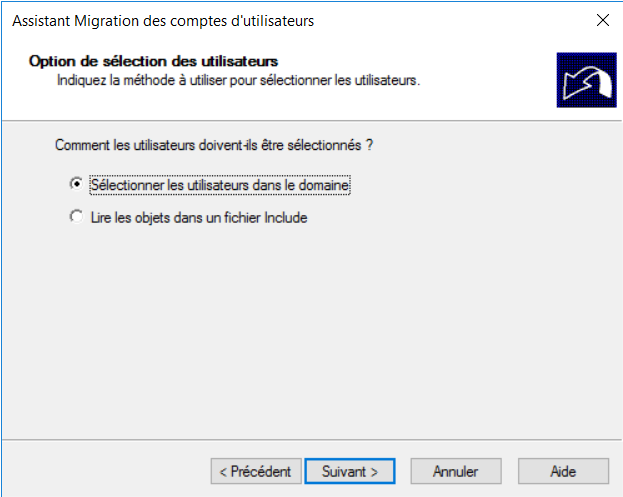 Assistant Migration des comptes d'utilisateurs
Option de sélection des utilisateurs
Indiquez la méthode à utiliser pour sélectionner les utilisateurs.
Comment les utilisateurs doivent-ils être sélectionnés ?
Sélectionner les utilisateurs dans le domaine
Lire les objets dans un fichier Include
< Précédent Suivant > Annuler Aide